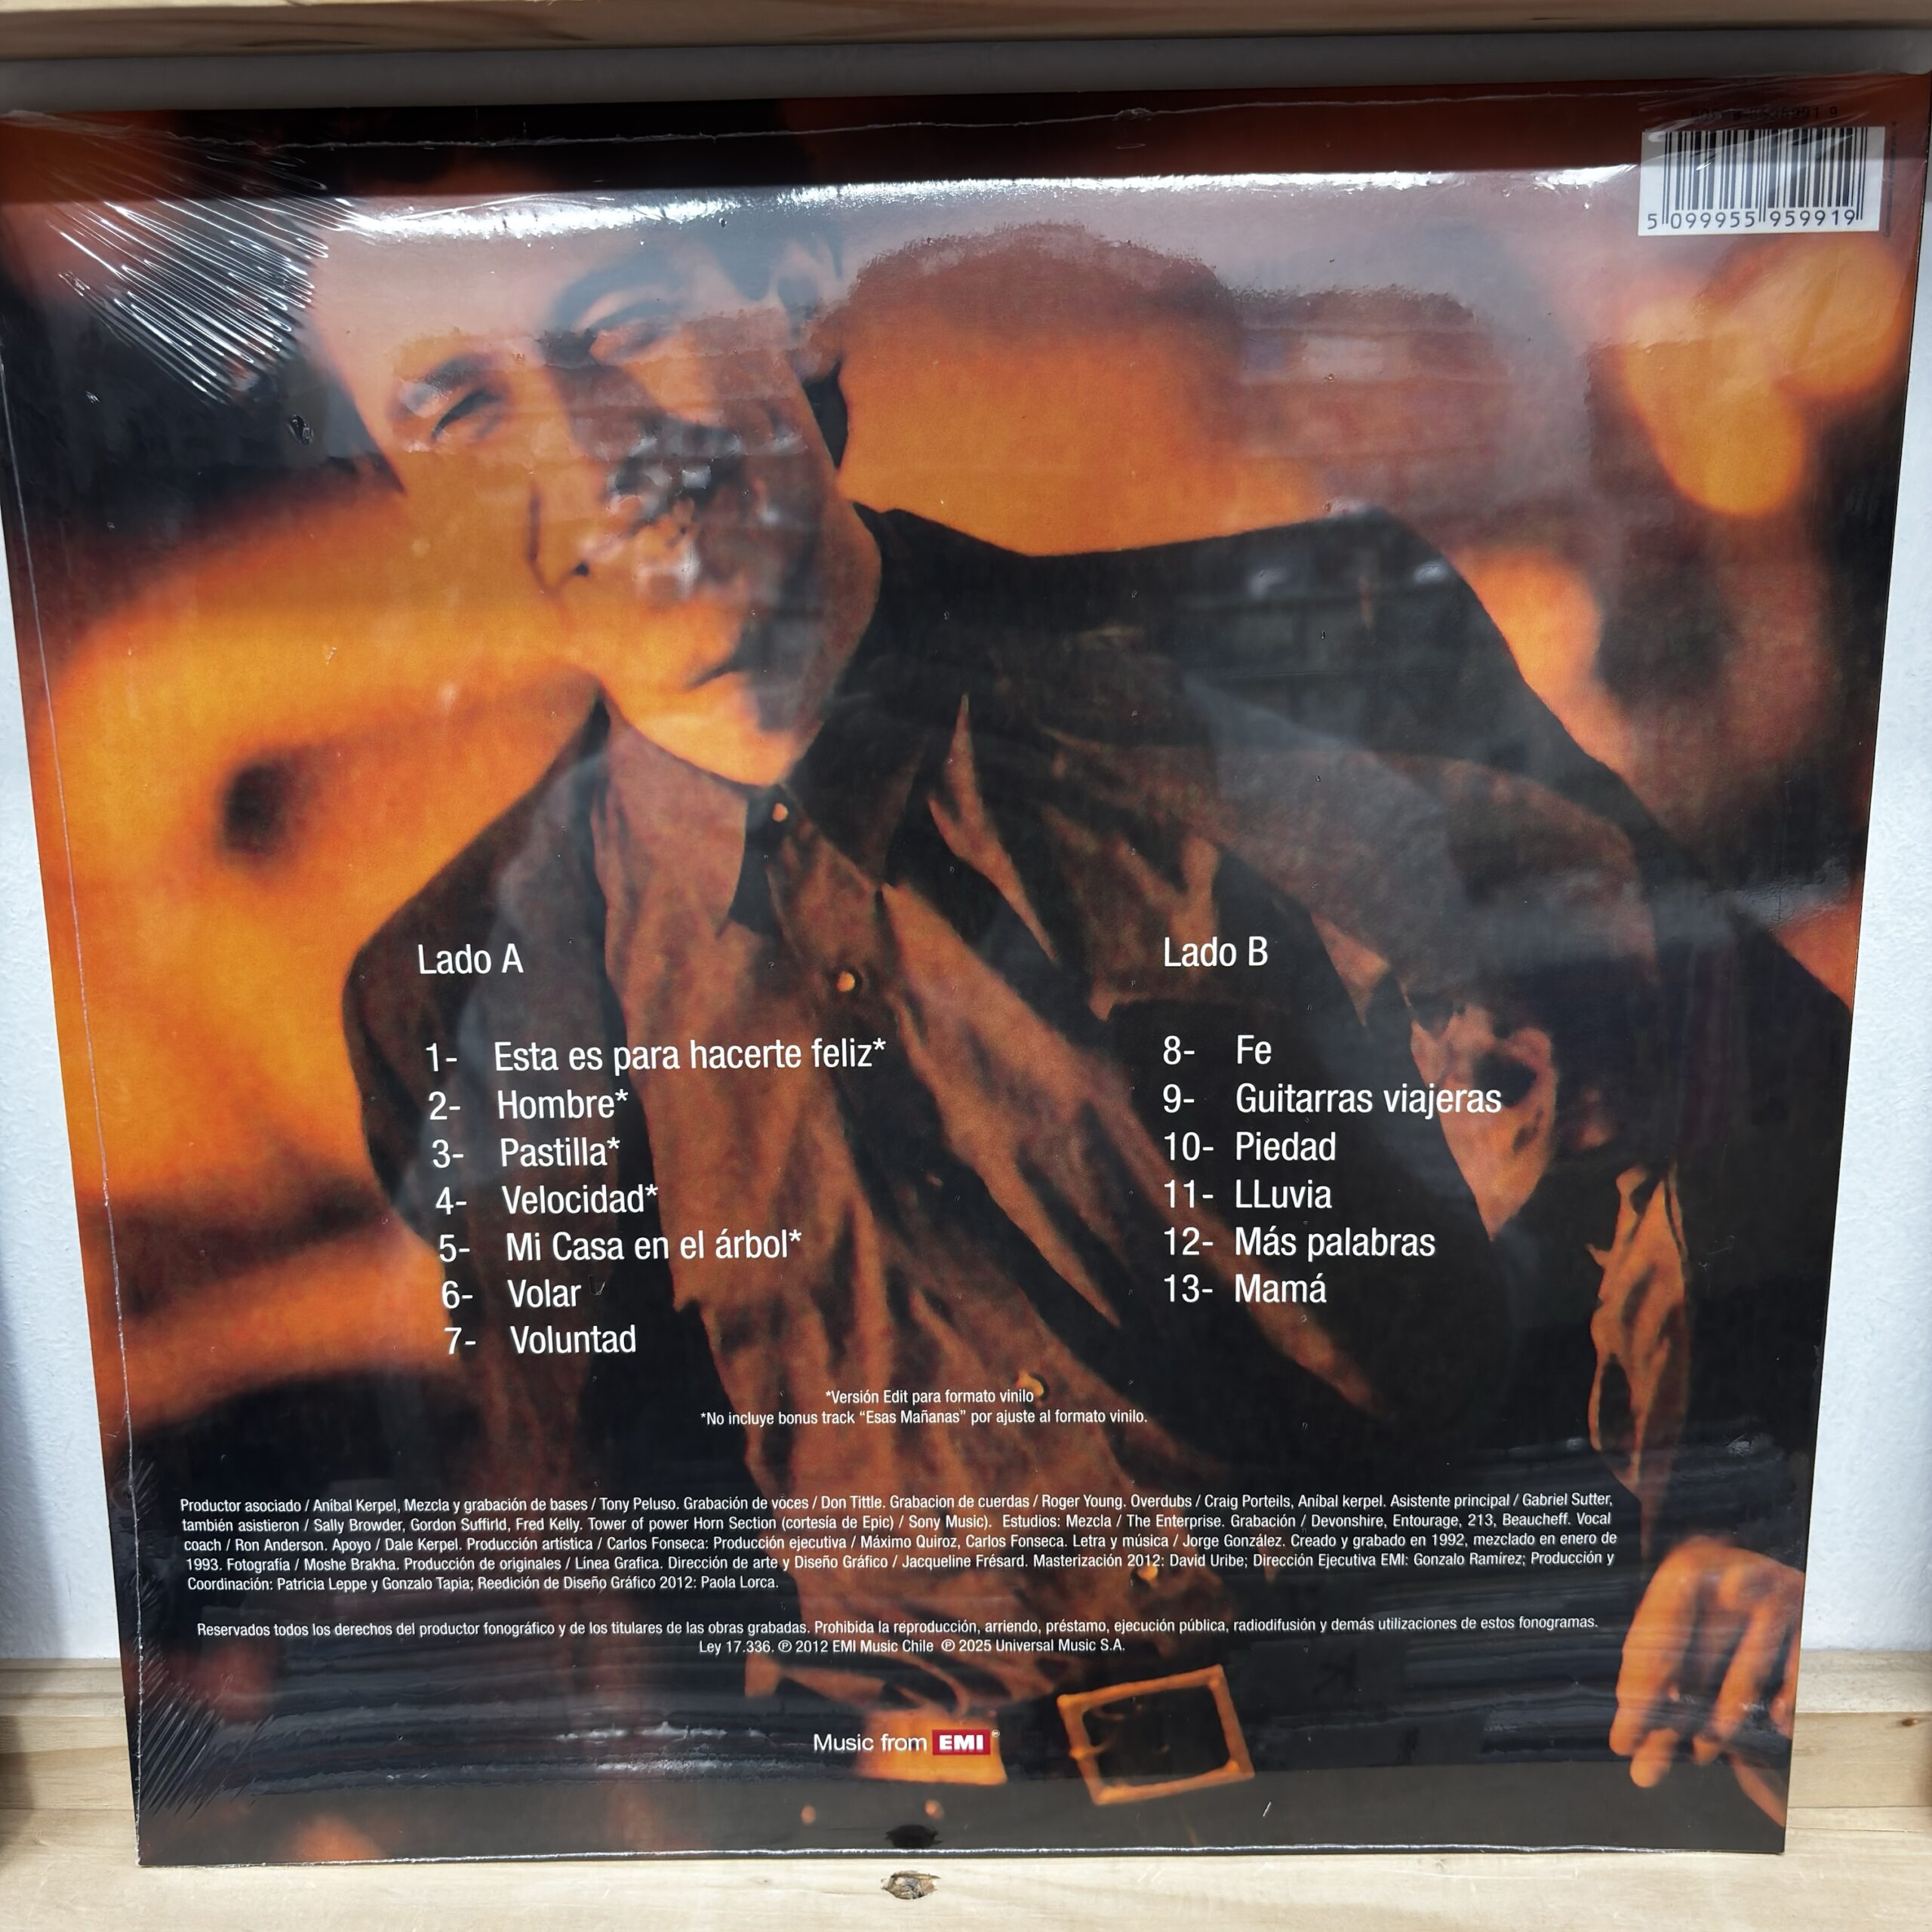 5 099955 959919
Lado A
1- Esta es para hacerte feliz*
2- Hombre*
3- Pastilla*
4- Velocidad*
5- Mi Casa en el árbol*
6- Volar
7- Voluntad
Lado B
8- Fe
9- Guitarras viajeras
10- Piedad
11- LLuvia
12- Más palabras
13- Mamá
*Versión Edit para formato vinilo
*No incluye bonus track “Esas Mañanas” por ajuste al formato vinilo.
Productor asociado / Aníbal Kerpel, Mezcla y grabación de bases / Tony Peluso. Grabación de voces / Don Tittle. Grabacion de cuerdas / Roger Young. Overdubs / Craig Porteils, Aníbal kerpel. Asistente principal / Gabriel Sutter,
también asistieron / Sally Browder, Gordon Suffirld, Fred Kelly. Tower of power Horn Section (cortesía de Epic) / Sony Music). Estudios: Mezcla / The Enterprise. Grabación / Devonshire, Entourage, 213, Beaucheff. Vocal
coach / Ron Anderson. Apoyo / Dale Kerpel. Producción artística / Carlos Fonseca: Producción ejecutiva / Máximo Quiroz, Carlos Fonseca. Letra y música / Jorge González. Creado y grabado en 1992, mezclado en enero de
1993. Fotografía / Moshe Brakha. Producción de originales / Línea Grafica. Dirección de arte y Diseño Gráfico / Jacqueline Frésard. Masterización 2012: David Uribe; Dirección Ejecutiva EMI: Gonzalo Ramírez; Producción y
Coordinación: Patricia Leppe y Gonzalo Tapia; Reedición de Diseño Gráfico 2012: Paola Lorca.
Reservados todos los derechos del productor fonográfico y de los titulares de las obras grabadas. Prohibida la reproducción, arriendo, préstamo, ejecución pública, radiodifusión y demás utilizaciones de estos fonogramas.
Ley 17.336. ℗ 2012 EMI Music Chile ℗ 2025 Universal Music S.A.
Music from EMI